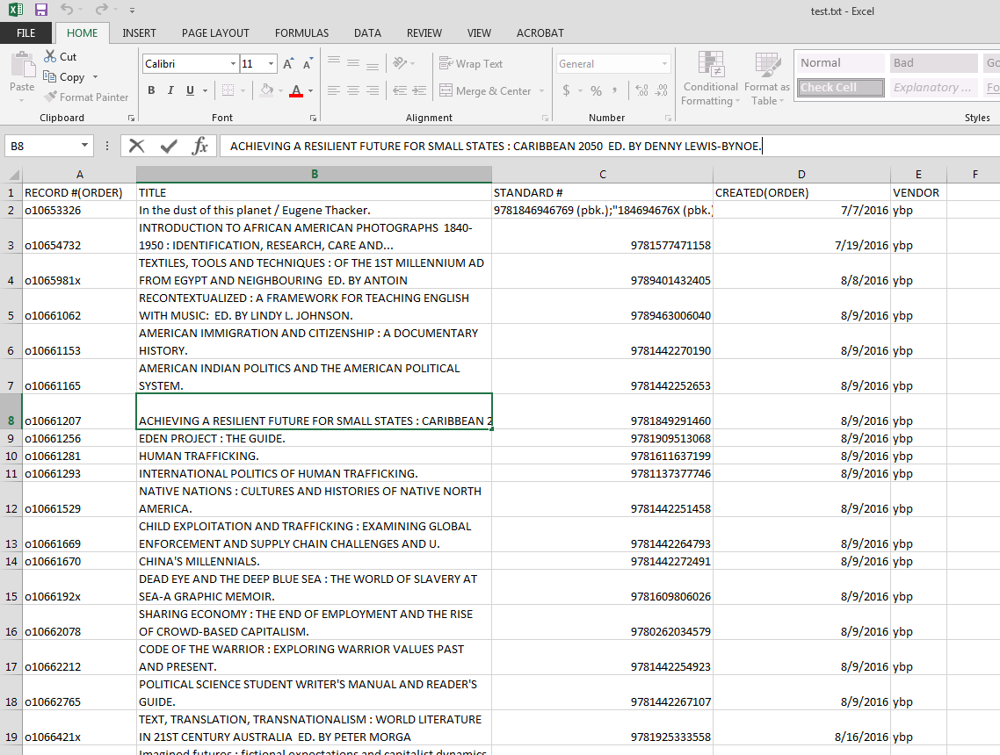 test.txt - Excel
FILE HOME INSERT PAGE LAYOUT FORMULAS DATA REVIEW VIEW ACROBAT
Paste
Cut
Copy
Format Painter
Clipboard
Calibri 11
B I U
Font
Wrap Text
Merge & Center
Alignment
General
$ % ,
Number
Conditional Formatting
Format as Table
Normal Bad
Check Cell Explanatory ...
Styles
B8 fx ACHIEVING A RESILIENT FUTURE FOR SMALL STATES : CARIBBEAN 2050 ED. BY DENNY LEWIS-BYNOE.
A B C D E F
1 RECORD #(ORDER) TITLE STANDARD # CREATED(ORDER) VENDOR
2 o10653326 In the dust of this planet / Eugene Thacker. 9781846946769 (pbk.);"184694676X (pbk.) 7/7/2016 ybp
INTRODUCTION TO AFRICAN AMERICAN PHOTOGRAPHS 1840-
3 o10654732 1950 : IDENTIFICATION, RESEARCH, CARE AND... 9781577471158 7/19/2016 ybp
TEXTILES, TOOLS AND TECHNIQUES : OF THE 1ST MILLENNIUM AD
4 o1065981x FROM EGYPT AND NEIGHBOURING ED. BY ANTOIN 9789401432405 8/8/2016 ybp
RECONTEXTUALIZED : A FRAMEWORK FOR TEACHING ENGLISH
5 o10661062 WITH MUSIC: ED. BY LINDY L. JOHNSON. 9789463006040 8/9/2016 ybp
AMERICAN IMMIGRATION AND CITIZENSHIP : A DOCUMENTARY
6 o10661153 HISTORY. 9781442270190 8/9/2016 ybp
AMERICAN INDIAN POLITICS AND THE AMERICAN POLITICAL
7 o10661165 SYSTEM. 9781442252653 8/9/2016 ybp
8 o10661207 ACHIEVING A RESILIENT FUTURE FOR SMALL STATES : CARIBBEAN 2 9781849291460 8/9/2016 ybp
9 o10661256 EDEN PROJECT : THE GUIDE. 9781909513068 8/9/2016 ybp
10 o10661281 HUMAN TRAFFICKING. 9781611637199 8/9/2016 ybp
11 o10661293 INTERNATIONAL POLITICS OF HUMAN TRAFFICKING. 9781137377746 8/9/2016 ybp
NATIVE NATIONS : CULTURES AND HISTORIES OF NATIVE NORTH
12 o10661529 AMERICA. 9781442251458 8/9/2016 ybp
CHILD EXPLOITATION AND TRAFFICKING : EXAMINING GLOBAL
13 o10661669 ENFORCEMENT AND SUPPLY CHAIN CHALLENGES AND U. 9781442264793 8/9/2016 ybp
14 o10661670 CHINA'S MILLENNIALS. 9781442272491 8/9/2016 ybp
DEAD EYE AND THE DEEP BLUE SEA : THE WORLD OF SLAVERY AT
15 o1066192x SEA-A GRAPHIC MEMOIR. 9781609806026 8/9/2016 ybp
SHARING ECONOMY : THE END OF EMPLOYMENT AND THE RISE
16 o10662078 OF CROWD-BASED CAPITALISM. 9780262034579 8/9/2016 ybp
CODE OF THE WARRIOR : EXPLORING WARRIOR VALUES PAST
17 o10662212 AND PRESENT. 9781442254923 8/9/2016 ybp
POLITICAL SCIENCE STUDENT WRITER'S MANUAL AND READER'S
18 o10662765 GUIDE. 9781442267107 8/9/2016 ybp
TEXT, TRANSLATION, TRANSNATIONALISM : WORLD LITERATURE
19 o1066421x IN 21ST CENTURY AUSTRALIA ED. BY PETER MORGA 9781925333558 8/16/2016 ybp
Imagined futures : fictional expectations and capitalist dynamics